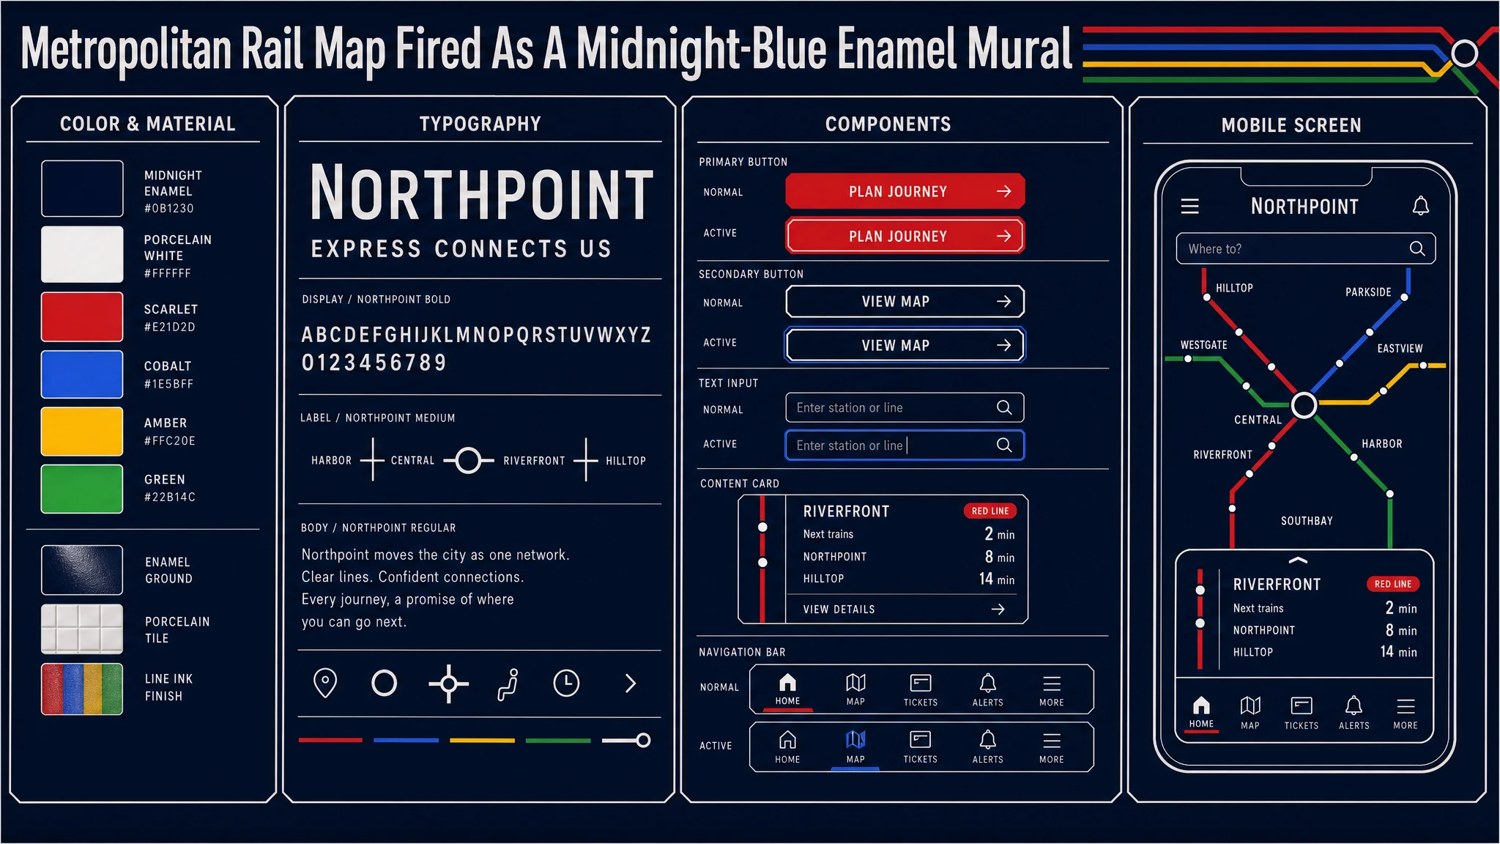 Metropolitan Rail Map Fired As A Midnight-Blue Enamel Mural
COLOR & MATERIAL
MIDNIGHT
ENAMEL
#0B1230
PORCELAIN
WHITE
#FFFFFF
SCARLET
#E21D2D
COBALT
#1E5BFF
AMBER
#FFC20E
GREEN
#22B14C
ENAMEL
GROUND
PORCELAIN
TILE
LINE INK
FINISH
TYPOGRAPHY
NORTHPOINT
EXPRESS CONNECTS US
DISPLAY / NORTHPOINT BOLD
ABCDEFGHIJKLMNOPQRSTUVWXYZ
0123456789
LABEL / NORTHPOINT MEDIUM
HARBOR CENTRAL RIVERFRONT HILLTOP
BODY / NORTHPOINT REGULAR
Northpoint moves the city as one network.
Clear lines. Confident connections.
Every journey, a promise of where
you can go next.
COMPONENTS
PRIMARY BUTTON
NORMAL PLAN JOURNEY
ACTIVE PLAN JOURNEY
SECONDARY BUTTON
NORMAL VIEW MAP
ACTIVE VIEW MAP
TEXT INPUT
NORMAL Enter station or line
ACTIVE Enter station or line
CONTENT CARD
RIVERFRONT RED LINE
Next trains 2 min
NORTHPOINT 8 min
HILLTOP 14 min
VIEW DETAILS
NAVIGATION BAR
NORMAL HOME MAP TICKETS ALERTS MORE
ACTIVE HOME MAP TICKETS ALERTS MORE
MOBILE SCREEN
NORTHPOINT
Where to?
HILLTOP PARKSIDE
WESTGATE EASTVIEW
CENTRAL
RIVERFRONT HARBOR
SOUTHBAY
RIVERFRONT RED LINE
Next trains 2 min
NORTHPOINT 8 min
HILLTOP 14 min
HOME MAP TICKETS ALERTS MORE